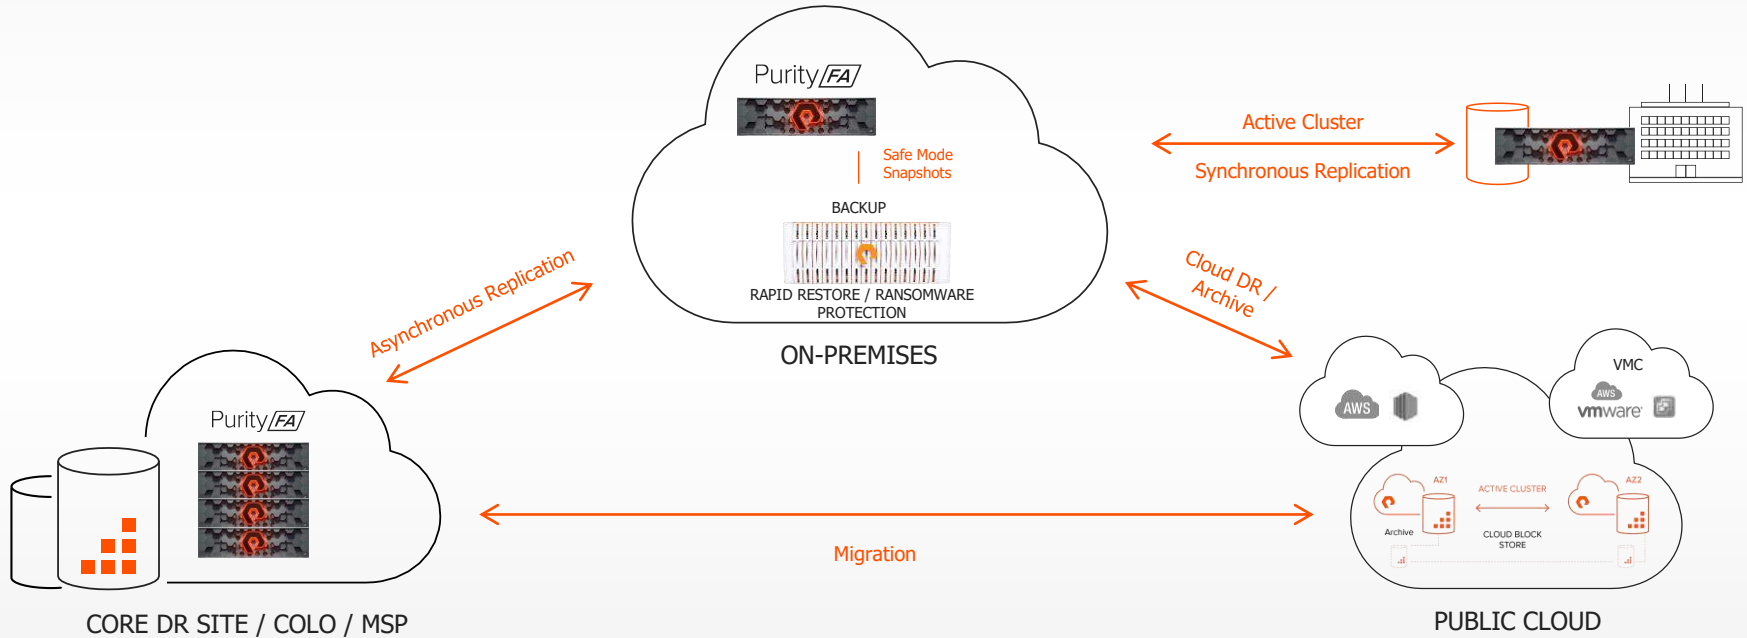 Purity/FA/
Safe Mode
Snapshots
BACKUP
RAPID RESTORE / RANSOMWARE
PROTECTION
ON-PREMISES
Active Cluster
Synchronous Replication
Asynchronous Replication
Cloud DR /
Archive
Purity/FA/
CORE DR SITE / COLO / MSP
Migration
AWS
VMC
AWS
vmware
AZ1
ACTIVE CLUSTER
AZ2
Archive
CLOUD BLOCK
STORE
PUBLIC CLOUD